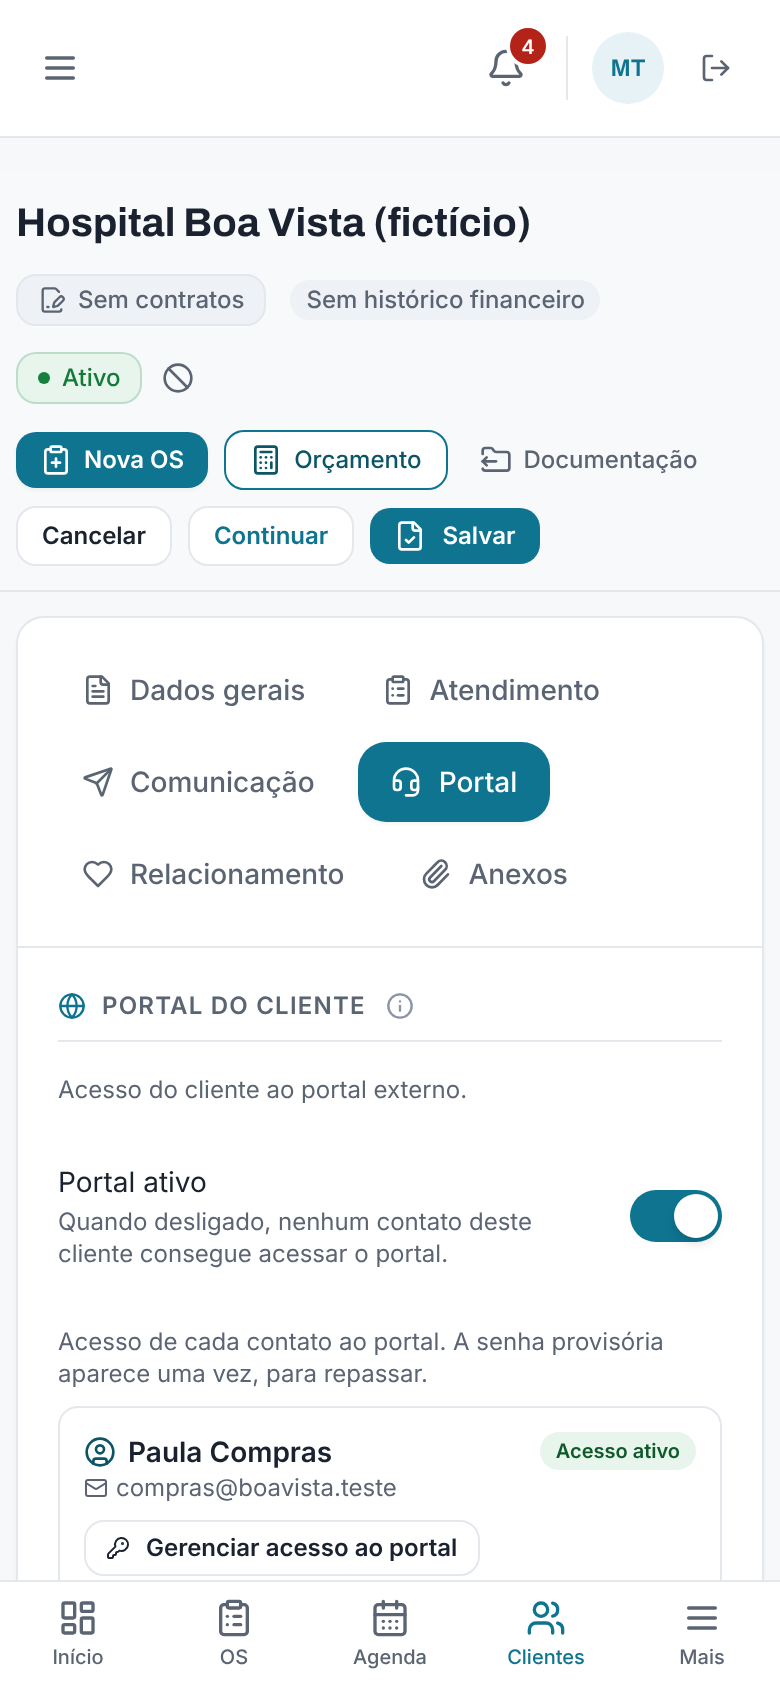 4
MT
Hospital Boa Vista (fictício)
Sem contratos
Sem histórico financeiro
Ativo
Nova OS
Orçamento
Documentação
Cancelar
Continuar
Salvar
Dados gerais
Atendimento
Comunicação
Portal
Relacionamento
Anexos
PORTAL DO CLIENTE
Acesso do cliente ao portal externo.
Portal ativo
Quando desligado, nenhum contato deste
cliente consegue acessar o portal.
Acesso de cada contato ao portal. A senha provisória
aparece uma vez, para repassar.
Paula Compras
Acesso ativo
compras@boavista.teste
Gerenciar acesso ao portal
Início
OS
Agenda
Clientes
Mais